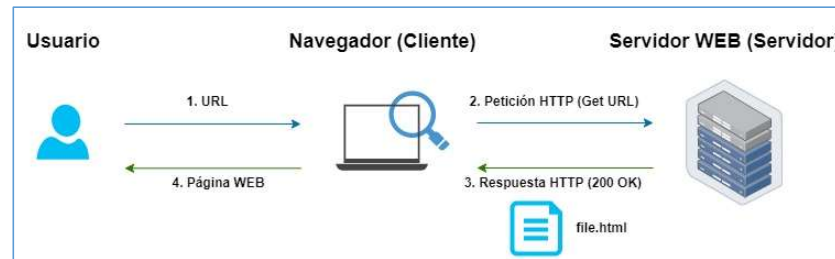 Usuario
Navegador (Cliente)
Servidor WEB (Servidor)
1. URL
2. Petición HTTP (Get URL)
4. Página WEB
3. Respuesta HTTP (200 OK)
file.html